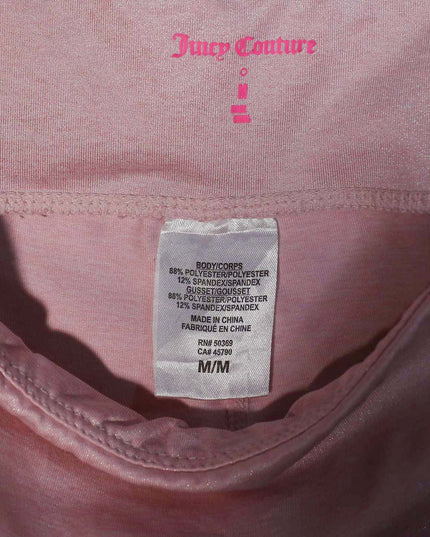 Juicy Couture
BODY/CORPS
88% POLYESTER/POLYESTER
12% SPANDEX/SPANDEX
GUSSET/GOUSSET
88% POLYESTER/POLYESTER
12% SPANDEX/SPANDEX
MADE IN CHINA
FABRIQUÉ EN CHINE
RN# 50369
CA# 45790
M/M